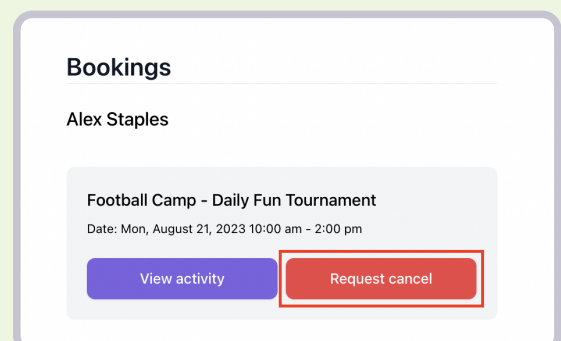 Bookings
Alex Staples
Football Camp - Daily Fun Tournament
Date: Mon, August 21, 2023 10:00 am - 2:00 pm
View activity
Request cancel